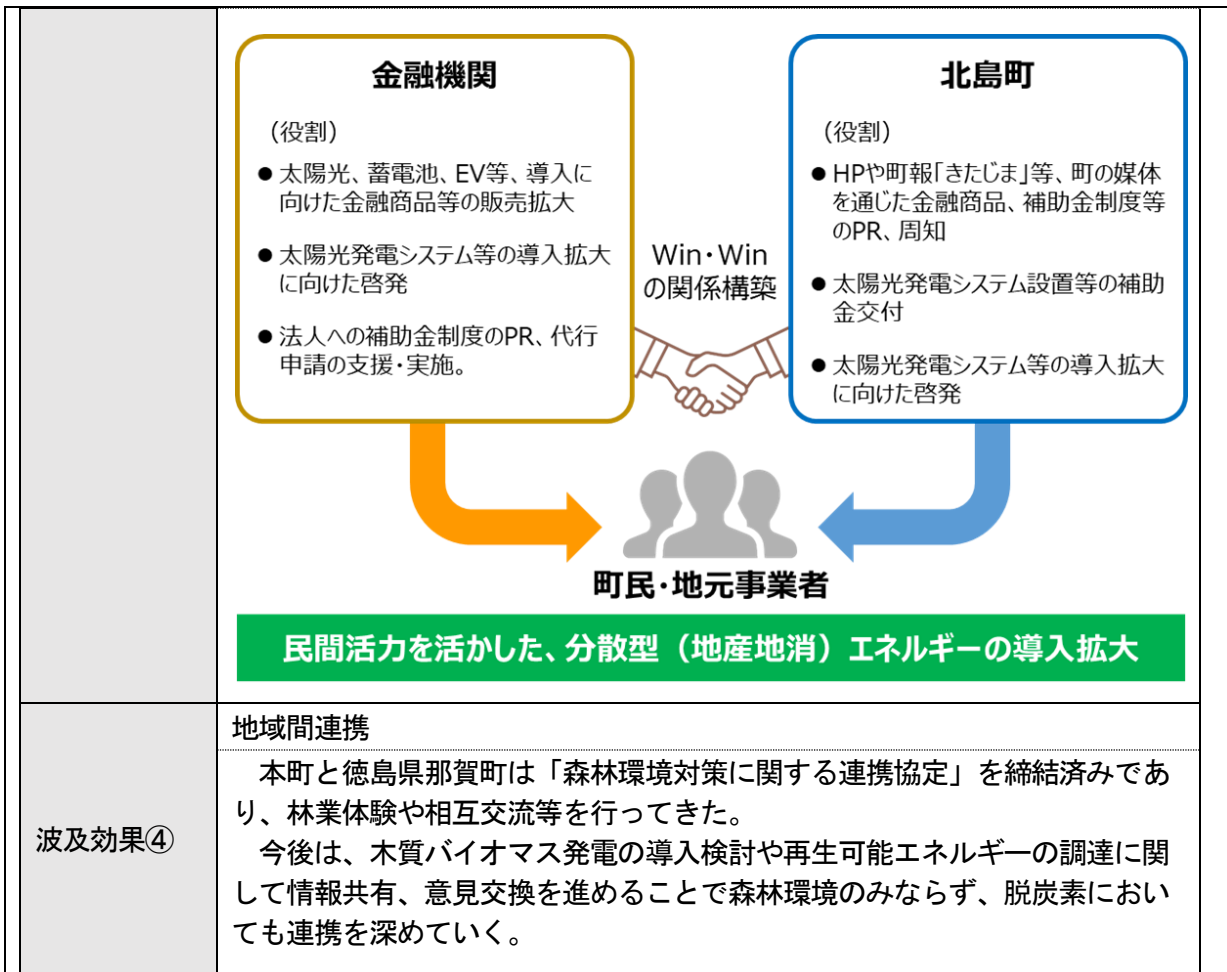 金融機関
（役割）
● 太陽光、蓄電池、EV等、導入に
向けた金融商品等の販売拡大
● 太陽光発電システム等の導入拡大
に向けた啓発
● 法人への補助金制度のPR、代行
申請の支援・実施。
Win・Win
の関係構築
北島町
（役割）
● HPや町報「きたじま」等、町の媒体
を通じた金融商品、補助金制度等
のPR、周知
● 太陽光発電システム設置等の補助
金交付
● 太陽光発電システム等の導入拡大
に向けた啓発
町民・地元事業者
民間活力を活かした、分散型（地産地消）エネルギーの導入拡大
波及効果④
地域間連携
　本町と徳島県那賀町は「森林環境対策に関する連携協定」を締結済みであ
り、林業体験や相互交流等を行ってきた。
　今後は、木質バイオマス発電の導入検討や再生可能エネルギーの調達に関
して情報共有、意見交換を進めることで森林環境のみならず、脱炭素におい
ても連携を深めていく。